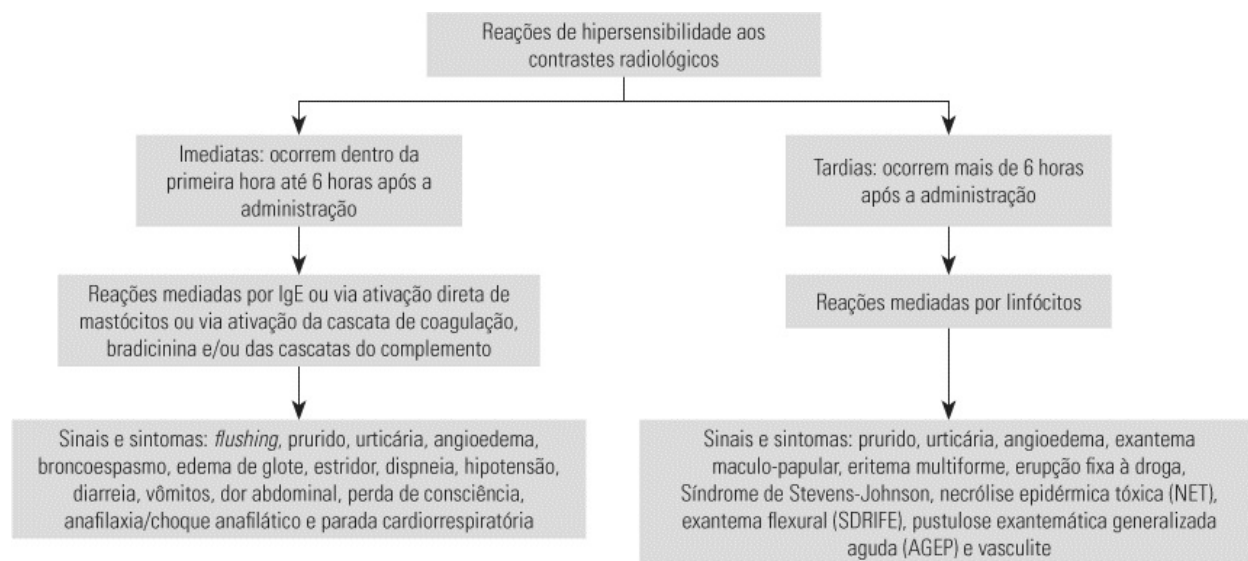 Reações de hipersensibilidade aos
contrastes radiológicos
Imediatas: ocorrem dentro da
primeira hora até 6 horas após a
administração
Tardias: ocorrem mais de 6 horas
após a administração
Reações mediadas por IgE ou via ativação direta de
mastócitos ou via ativação da cascata de coagulação,
bradicinina e/ou das cascatas do complemento
Reações mediadas por linfócitos
Sinais e sintomas: flushing, prurido, urticária, angioedema,
broncoespasmo, edema de glote, estridor, dispneia, hipotensão,
diarreia, vômitos, dor abdominal, perda de consciência,
anafilaxia/choque anafilático e parada cardiorrespiratória
Sinais e sintomas: prurido, urticária, angioedema, exantema
maculo-papular, eritema multiforme, erupção fixa à droga,
Síndrome de Stevens-Johnson, necrólise epidérmica tóxica (NET),
exantema flexural (SDRIFE), pustulose exantemática generalizada
aguda (AGEP) e vasculite